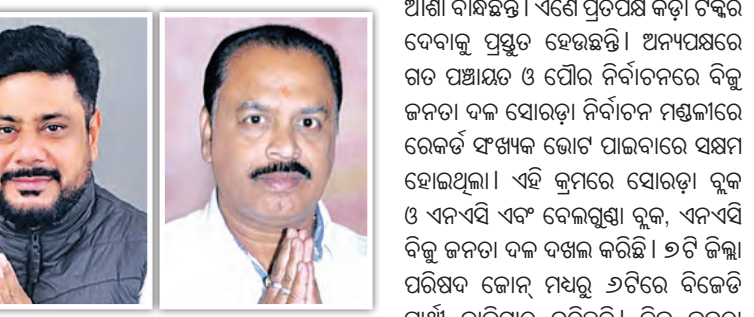 ଆଶା ବାନ୍ଧିଛନ୍ତି। ଏଣେ ପ୍ରତିପକ୍ଷ କଡ଼ା ଟକ୍କର
ଦେବାକୁ ପ୍ରସ୍ତୁତ ହେଉଛନ୍ତି। ଅନ୍ୟପକ୍ଷରେ
ଗତ ପଞ୍ଚାୟତ ଓ ପୌର ନିର୍ବାଚନରେ ବିଜୁ
ଜନତା ଦଳ ସୋରଡ଼ା ନିର୍ବାଚନ ମଣ୍ଡଳୀରେ
ରେକର୍ଡ ସଂଖ୍ୟକ ଭୋଟ ପାଇବାରେ ସକ୍ଷମ
ହୋଇଥିଲା। ଏହି କ୍ରମରେ ସୋରଡ଼ା ବ୍ଲକ
ଓ ଏନଏସି ଏବଂ ବେଲଗୁଣ୍ଠା ବ୍ଲକ, ଏନଏସି
ବିଜୁ ଜନତା ଦଳ ଦଖଲ କରିଛି। ୭ଟି ଜିଲ୍ଲା
ପରିଷଦ ଜୋନ୍ ମଧ୍ୟରୁ ୬ଟିରେ ବିଜେଡି